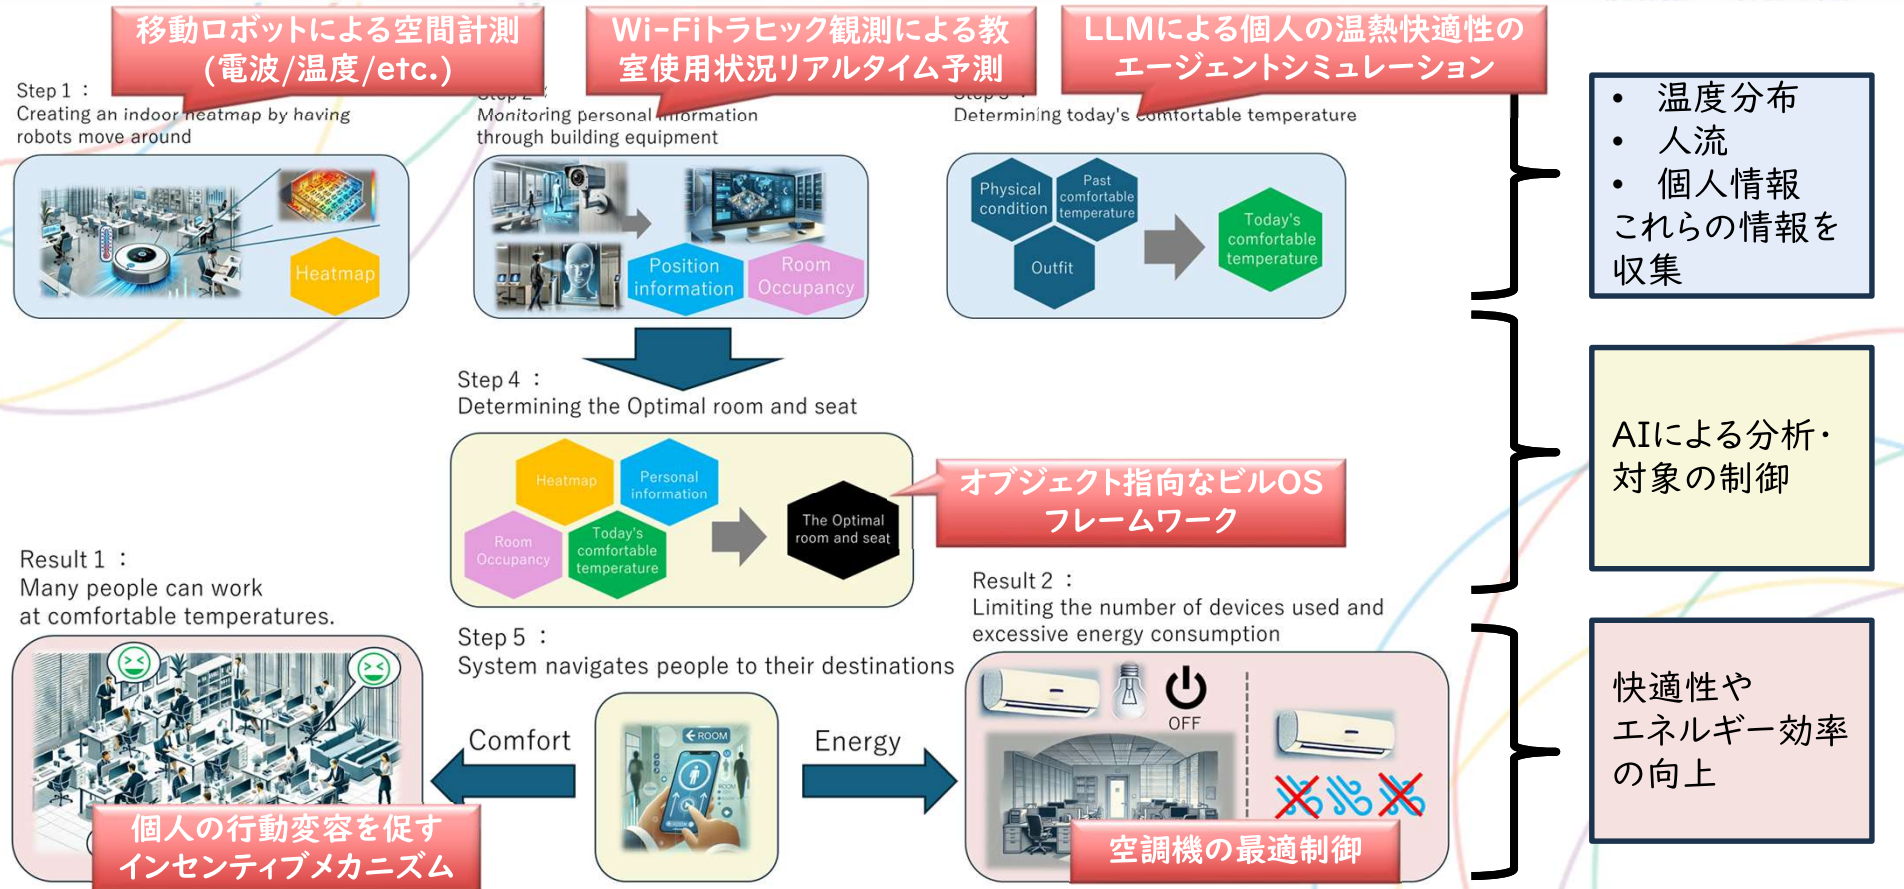 移動ロボットによる空間計測
(電波/温度/etc.)
Wi-Fiトラヒック観測による教
室使用状況リアルタイム予測
LLMによる個人の温熱快適性の
エージェントシミュレーション
Step 1 :
Creating an indoor heatmap by having
robots move around
Heatmap
Step 2 :
Monitoring personal information
through building equipment
Position
information
Room
Occupancy
Step 3 :
Determining today's comfortable temperature
Physical
condition
Past
comfortable
temperature
Outfit
Today's
comfortable
temperature
• 温度分布
• 人流
• 個人情報
これらの情報を
収集
Step 4 :
Determining the Optimal room and seat
Heatmap
Personal
information
Room
Occupancy
Today's
comfortable
temperature
The Optimal
room and seat
オブジェクト指向なビルOS
フレームワーク
AIによる分析・
対象の制御
Result 1 :
Many people can work
at comfortable temperatures.
個人の行動変容を促す
インセンティブメカニズム
Step 5 :
System navigates people to their destinations
Comfort
ROOM
Energy
Result 2 :
Limiting the number of devices used and
excessive energy consumption
OFF
空調機の最適制御
快適性や
エネルギー効率
の向上